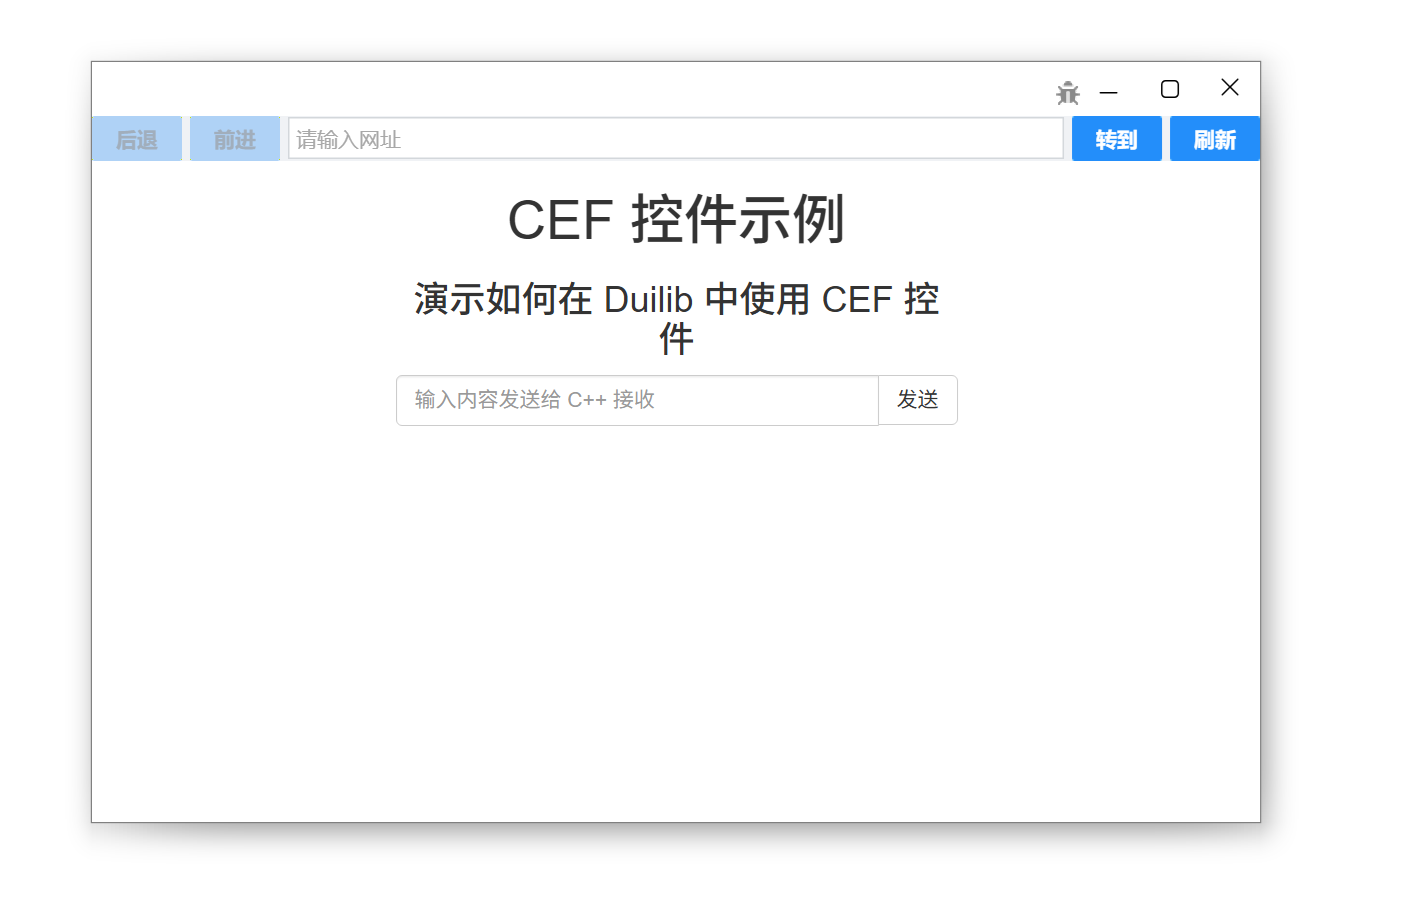 后退 前进 请输入网址 转到 刷新
CEF 控件示例
演示如何在 Duilib 中使用 CEF 控
件
输入内容发送给 C++ 接收 发送